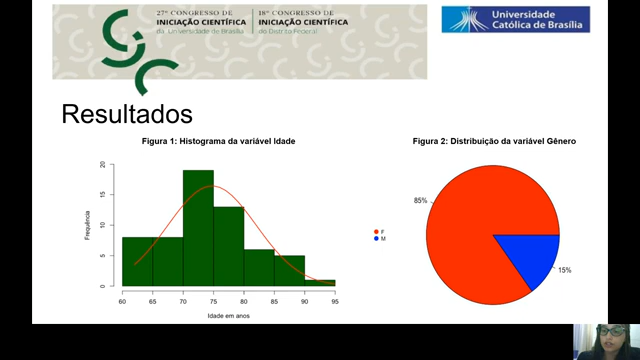 27º CONGRESSO DE
INICIAÇÃO CIENTÍFICA
da Universidade de Brasília
18º CONGRESSO DE
INICIAÇÃO CIENTÍFICA
do Distrito Federal
Universidade
Católica de Brasília
Resultados
Figura 1: Histograma da variável Idade
Frequência
20
15
10
5
0
60 65 70 75 80 85 90 95
Idade em anos
Figura 2: Distribuição da variável Gênero
85%
F
M
15%